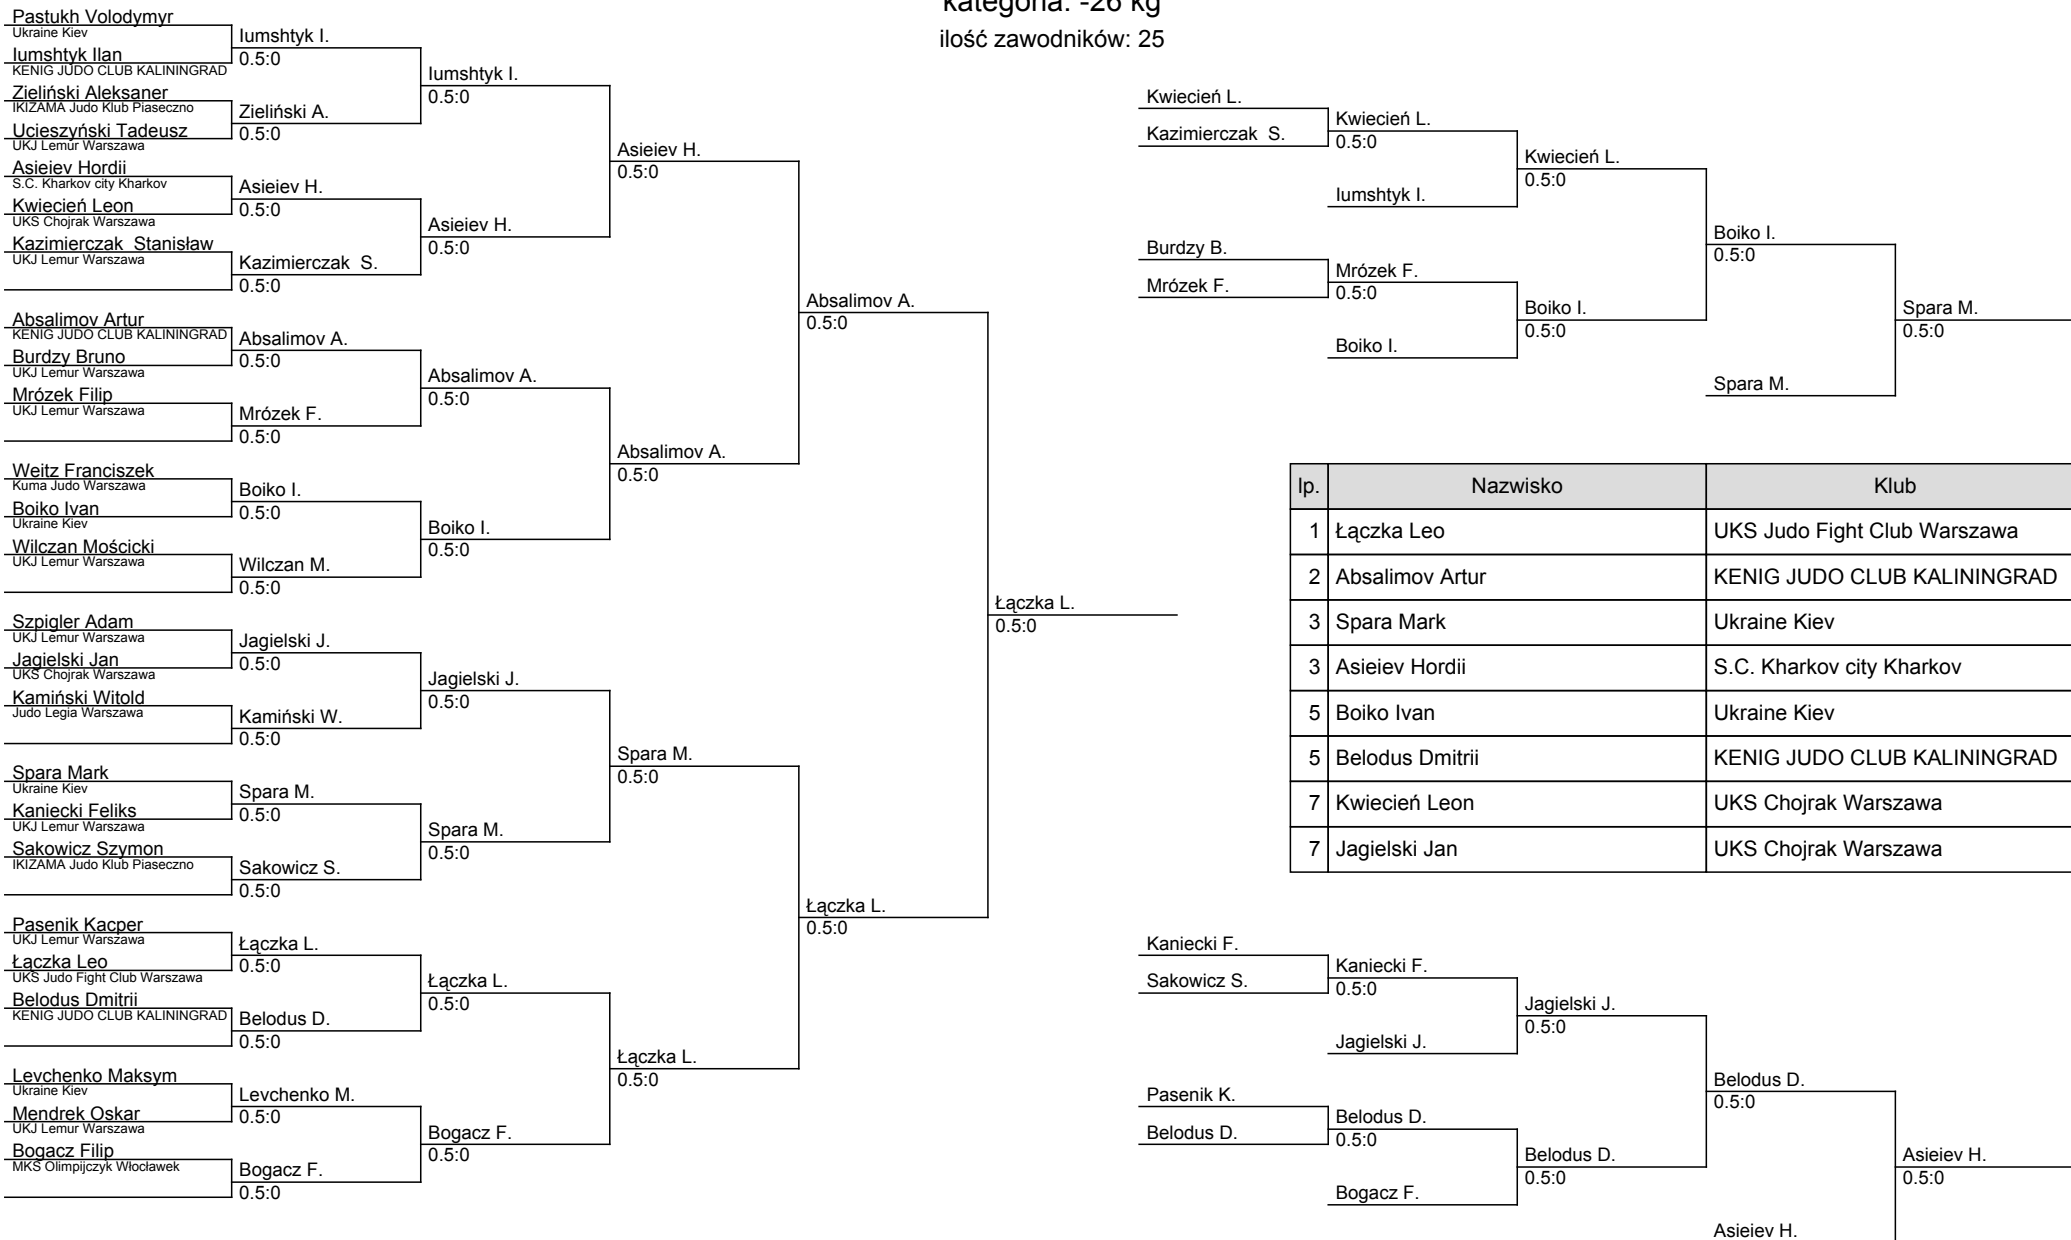 kategoria: -26 kg
ilość zawodników: 25
Pastukh Volodymyr
Ukraine Kiev
Iumshtyk Ilan
KENIG JUDO CLUB KALININGRAD
Zieliński Aleksaner
IKIZAMA Judo Klub Piaseczno
Ucieszyński Tadeusz
UKJ Lemur Warszawa
Asieiev Hordii
S.C. Kharkov city Kharkov
Kwiecień Leon
UKS Chojrak Warszawa
Kazimierczak  Stanisław
UKJ Lemur Warszawa
Absalimov Artur
KENIG JUDO CLUB KALININGRAD
Burdzy Bruno
UKJ Lemur Warszawa
Mrózek Filip
UKJ Lemur Warszawa
Weitz Franciszek
Kuma Judo Warszawa
Boiko Ivan
Ukraine Kiev
Wilczan Mościcki
UKJ Lemur Warszawa
Szpigler Adam
UKJ Lemur Warszawa
Jagielski Jan
UKS Chojrak Warszawa
Kamiński Witold
Judo Legia Warszawa
Spara Mark
Ukraine Kiev
Kaniecki Feliks
UKJ Lemur Warszawa
Sakowicz Szymon
IKIZAMA Judo Klub Piaseczno
Pasenik Kacper
UKJ Lemur Warszawa
Łączka Leo
UKS Judo Fight Club Warszawa
Belodus Dmitrii
KENIG JUDO CLUB KALININGRAD
Levchenko Maksym
Ukraine Kiev
Mendrek Oskar
UKJ Lemur Warszawa
Bogacz Filip
MKS Olimpijczyk Włocławek
Iumshtyk I.
0.5:0
Zieliński A.
0.5:0
Asieiev H.
0.5:0
Kazimierczak  S.
0.5:0
Absalimov A.
0.5:0
Mrózek F.
0.5:0
Boiko I.
0.5:0
Wilczan M.
0.5:0
Jagielski J.
0.5:0
Kamiński W.
0.5:0
Spara M.
0.5:0
Sakowicz S.
0.5:0
Łączka L.
0.5:0
Belodus D.
0.5:0
Levchenko M.
0.5:0
Bogacz F.
0.5:0
Iumshtyk I.
0.5:0
Asieiev H.
0.5:0
Absalimov A.
0.5:0
Boiko I.
0.5:0
Jagielski J.
0.5:0
Spara M.
0.5:0
Łączka L.
0.5:0
Bogacz F.
0.5:0
Asieiev H.
0.5:0
Absalimov A.
0.5:0
Spara M.
0.5:0
Łączka L.
0.5:0
Absalimov A.
0.5:0
Łączka L.
0.5:0
Łączka L.
0.5:0
Kwiecień L.
Kazimierczak  S.
Burdzy B.
Mrózek F.
Kwiecień L.
0.5:0
Iumshtyk I.
Mrózek F.
0.5:0
Boiko I.
Kwiecień L.
0.5:0
Boiko I.
0.5:0
Boiko I.
0.5:0
Spara M.
Spara M.
0.5:0
lp. Nazwisko Klub
1 Łączka Leo UKS Judo Fight Club Warszawa
2 Absalimov Artur KENIG JUDO CLUB KALININGRAD
3 Spara Mark Ukraine Kiev
3 Asieiev Hordii S.C. Kharkov city Kharkov
5 Boiko Ivan Ukraine Kiev
5 Belodus Dmitrii KENIG JUDO CLUB KALININGRAD
7 Kwiecień Leon UKS Chojrak Warszawa
7 Jagielski Jan UKS Chojrak Warszawa
Kaniecki F.
Sakowicz S.
Pasenik K.
Belodus D.
Kaniecki F.
0.5:0
Jagielski J.
Belodus D.
0.5:0
Bogacz F.
Jagielski J.
0.5:0
Belodus D.
0.5:0
Belodus D.
0.5:0
Asieiev H.
Asieiev H.
0.5:0